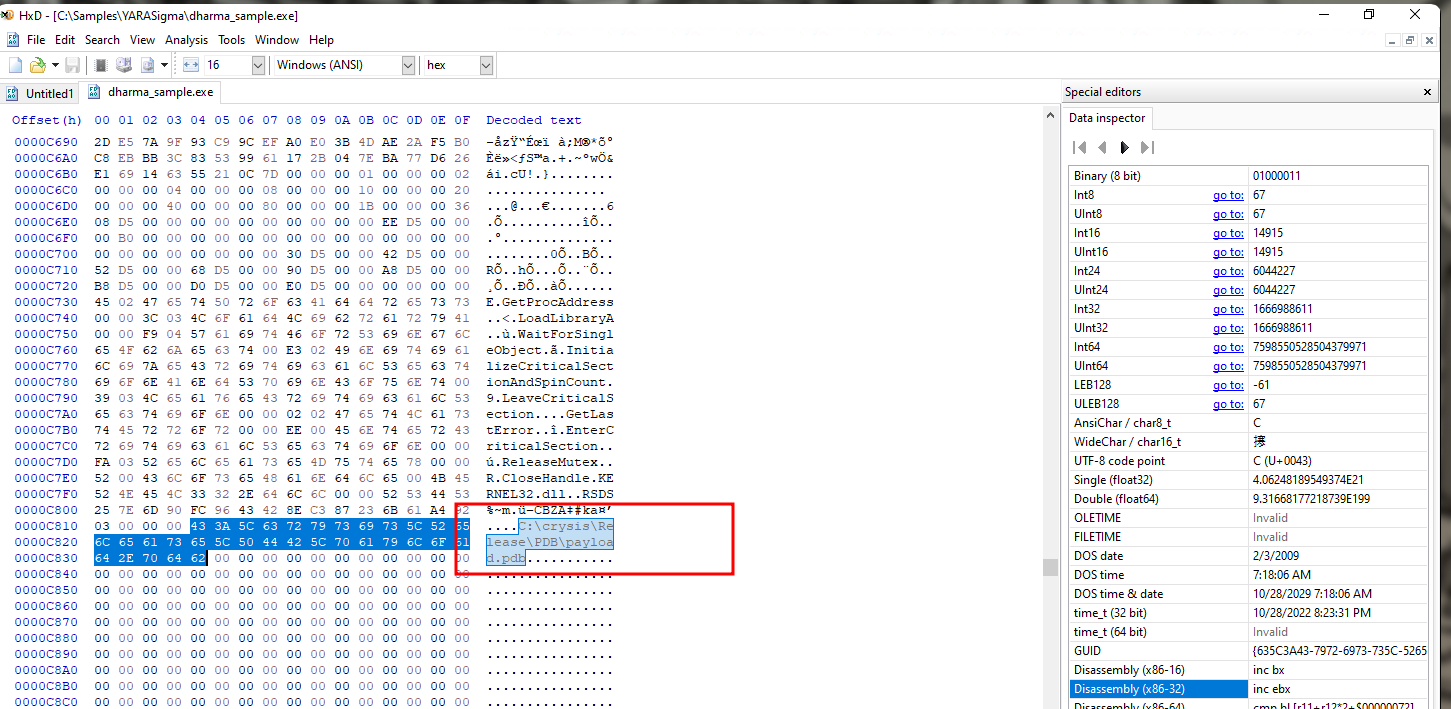 HxD - [C:\Samples\YARASigma\dharma_sample.exe]
File Edit Search View Analysis Tools Window Help
16 Windows (ANSI) hex
Untitled1 dharma_sample.exe
Offset(h) 00 01 02 03 04 05 06 07 08 09 0A 0B 0C 0D 0E 0F Decoded text
0000C690 2D E5 7A 9F 93 C9 9C EF A0 E0 3B 4D AE 2A F5 B0 -åzŸ“Éœï à;M®*õ°
0000C6A0 C8 EB BB 3C 83 53 99 61 17 2B 04 7E BA 77 D6 26 Èë»<ƒS™a.+.~ºwÖ&
0000C6B0 E1 69 14 63 55 21 0C 7D 00 00 00 01 00 00 00 02 ái.cU!.}........
0000C6C0 00 00 00 04 00 00 00 08 00 00 00 10 00 00 00 20 ............... 
0000C6D0 00 00 00 40 00 00 00 80 00 00 00 1B 00 00 00 36 ...@...€.......6
0000C6E0 08 D5 00 00 00 00 00 00 00 00 00 00 EE D5 00 00 .Õ..........îÕ..
0000C6F0 00 B0 00 00 00 00 00 00 00 00 00 00 00 00 00 00 .°..............
0000C700 00 00 00 00 00 00 00 00 30 D5 00 00 42 D5 00 00 ........0Õ..BÕ..
0000C710 52 D5 00 00 68 D5 00 00 90 D5 00 00 A8 D5 00 00 RÕ..hÕ...Õ..¨Õ..
0000C720 B8 D5 00 00 D0 D5 00 00 E0 D5 00 00 00 00 00 00 ¸Õ..ÐÕ..àÕ......
0000C730 45 02 47 65 74 50 72 6F 63 41 64 64 72 65 73 73 E.GetProcAddress
0000C740 00 00 3C 03 4C 6F 61 64 4C 69 62 72 61 72 79 41 ..<.LoadLibraryA
0000C750 00 00 F9 04 57 61 69 74 46 6F 72 53 69 6E 67 6C ..ù.WaitForSingl
0000C760 65 4F 62 6A 65 63 74 00 E3 02 49 6E 69 74 69 61 eObject.ã.Initia
0000C770 6C 69 7A 65 43 72 69 74 69 63 61 6C 53 65 63 74 lizeCriticalSect
0000C780 69 6F 6E 41 6E 64 53 70 69 6E 43 6F 75 6E 74 00 ionAndSpinCount.
0000C790 39 03 4C 65 61 76 65 43 72 69 74 69 63 61 6C 53 9.LeaveCriticalS
0000C7A0 65 63 74 69 6F 6E 00 00 02 02 47 65 74 4C 61 73 ection....GetLas
0000C7B0 74 45 72 72 6F 72 00 00 EE 00 45 6E 74 65 72 43 tError..î.EnterC
0000C7C0 72 69 74 69 63 61 6C 53 65 63 74 69 6F 6E 00 00 riticalSection..
0000C7D0 FA 03 52 65 6C 65 61 73 65 4D 75 74 65 78 00 00 ú.ReleaseMutex..
0000C7E0 52 00 43 6C 6F 73 65 48 61 6E 64 6C 65 00 4B 45 R.CloseHandle.KE
0000C7F0 52 4E 45 4C 33 32 2E 64 6C 6C 00 00 52 53 44 53 RNEL32.dll..RSDS
0000C800 25 7E 6D 90 FC 96 43 42 8E C3 87 23 6B 61 A4 92 %~m.ü–CBŽÃ‡#ka¤’
0000C810 03 00 00 00 43 3A 5C 63 72 79 73 69 73 5C 52 65 ....C:\crysis\Re
0000C820 6C 65 61 73 65 5C 50 44 42 5C 70 61 79 6C 6F 61 lease\PDB\payloa
0000C830 64 2E 70 64 62 00 00 00 00 00 00 00 00 00 00 00 d.pdb...........
0000C840 00 00 00 00 00 00 00 00 00 00 00 00 00 00 00 00 ................
0000C850 00 00 00 00 00 00 00 00 00 00 00 00 00 00 00 00 ................
0000C860 00 00 00 00 00 00 00 00 00 00 00 00 00 00 00 00 ................
0000C870 00 00 00 00 00 00 00 00 00 00 00 00 00 00 00 00 ................
0000C880 00 00 00 00 00 00 00 00 00 00 00 00 00 00 00 00 ................
0000C890 00 00 00 00 00 00 00 00 00 00 00 00 00 00 00 00 ................
0000C8A0 00 00 00 00 00 00 00 00 00 00 00 00 00 00 00 00 ................
0000C8B0 00 00 00 00 00 00 00 00 00 00 00 00 00 00 00 00 ................
0000C8C0 00 00 00 00 00 00 00 00 00 00 00 00 00 00 00 00 ................
Special editors
Data inspector
Binary (8 bit) 01000011
Int8 go to: 67
UInt8 go to: 67
Int16 go to: 14915
UInt16 go to: 14915
Int24 go to: 6044227
UInt24 go to: 6044227
Int32 go to: 1666988611
UInt32 go to: 1666988611
Int64 go to: 7598550528504379971
UInt64 go to: 7598550528504379971
LEB128 go to: -61
ULEB128 go to: 67
AnsiChar / char8_t C
WideChar / char16_t 㩃
UTF-8 code point C (U+0043)
Single (float32) 4.06248189549374E21
Double (float64) 9.31668177218739E199
OLETIME Invalid
FILETIME Invalid
DOS date 2/3/2009
DOS time 7:18:06 AM
DOS time & date 10/28/2029 7:18:06 AM
time_t (32 bit) 10/28/2022 8:23:31 PM
time_t (64 bit) Invalid
GUID {635C3A43-7972-6973-735C-5265
Disassembly (x86-16) inc bx
Disassembly (x86-32) inc ebx
Disassembly (x86-64) cmp bl,[r11+r12*2+$00000072]